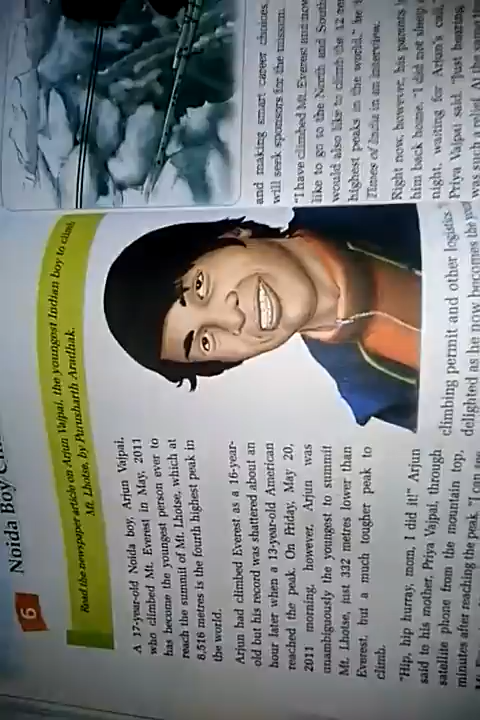 6
Noida Boy
Read the newspaper article on Arjun Vajpai, the youngest Indian boy to climb
Mt. Lhotse, by Purusharth Aradhak.
A 17-year-old Noida boy, Arjun Vajpai,
who climbed Mt. Everest in May, 2011
has become the youngest person ever to
reach the summit of Mt. Lhotse, which at
8,516 metres is the fourth highest peak in
the world.
Arjun had climbed Everest as a 16-year-
old but his record was shattered about an
hour later when a 13-year-old American
reached the peak. On Friday, May 20,
2011 morning, however, Arjun was
unambiguously the youngest to summit
Mt. Lhotse, just 332 metres lower than
Everest, but a much tougher peak to
climb.
"Hip, hip hurray, mom, I did it!" Arjun
said to his mother, Priya Vajpai, through
satellite phone from the mountain top,
minutes after reaching the peak. "I can
climbing permit and other logistics
delighted as he now becomes the
and making smart career choices,
will seek sponsors for the mission.
"I have climbed Mt. Everest and now
like to go to the North and South
would also like to climb the 12
highest peaks in the world," he
Times of India in an interview.
Right now, however, his parents
him back home. "I did not sleep
night, waiting for Arjun's call,
Priya Vajpai said. "Just hearing
was such a relief. At the same